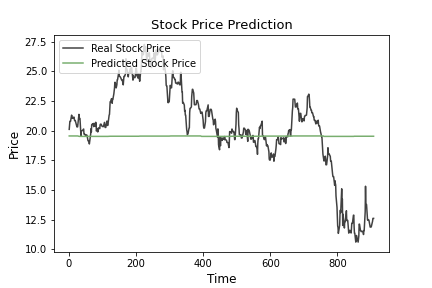 Stock Price Prediction
Real Stock Price
Predicted Stock Price
27.5
25.0
22.5
20.0
17.5
15.0
12.5
10.0
Price
0 200 400 600 800
Time